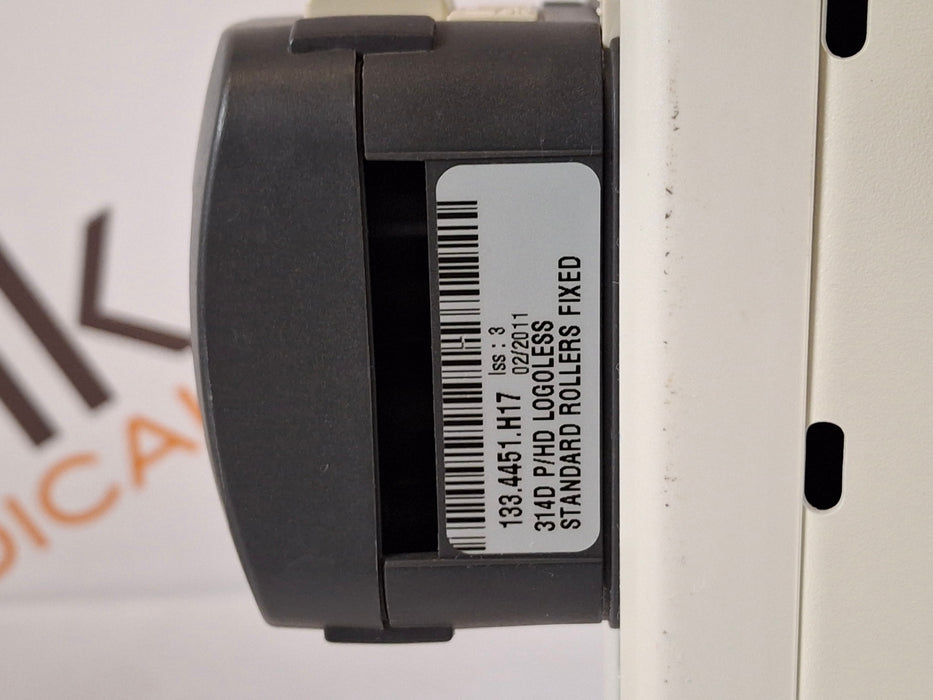 133.4451.H17 Iss : 3
02/2011
314D P/HD LOGOLESS
STANDARD ROLLERS FIXED